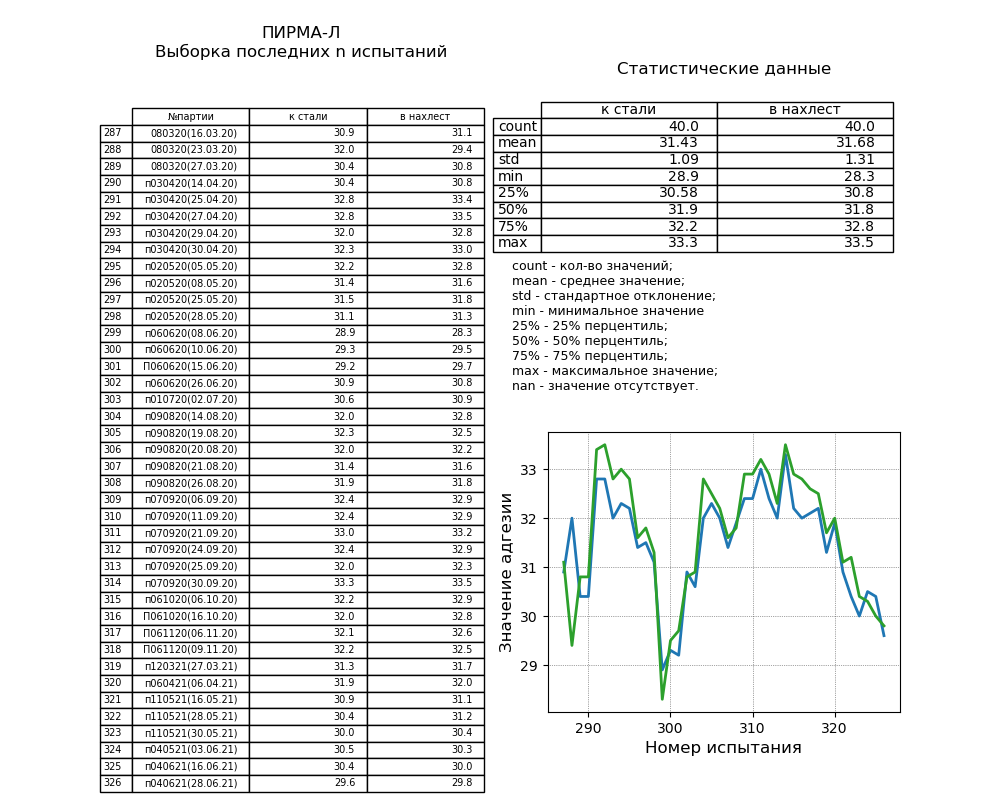 ПИРМА-Л
Выборка последних n испытаний
№партии к стали в нахлест
287 080320(16.03.20) 30.9 31.1
288 080320(23.03.20) 32.0 29.4
289 080320(27.03.20) 30.4 30.8
290 п030420(14.04.20) 30.4 30.8
291 п030420(25.04.20) 32.8 33.4
292 п030420(27.04.20) 32.8 33.5
293 п030420(29.04.20) 32.0 32.8
294 п030420(30.04.20) 32.3 33.0
295 п020520(05.05.20) 32.2 32.8
296 п020520(08.05.20) 31.4 31.6
297 п020520(25.05.20) 31.5 31.8
298 п020520(28.05.20) 31.1 31.3
299 п060620(08.06.20) 28.9 28.3
300 п060620(10.06.20) 29.3 29.5
301 П060620(15.06.20) 29.2 29.7
302 п060620(26.06.20) 30.9 30.8
303 п010720(02.07.20) 30.6 30.9
304 п090820(14.08.20) 32.0 32.8
305 п090820(19.08.20) 32.3 32.5
306 п090820(20.08.20) 32.0 32.2
307 п090820(21.08.20) 31.4 31.6
308 п090820(26.08.20) 31.9 31.8
309 п070920(06.09.20) 32.4 32.9
310 п070920(11.09.20) 32.4 32.9
311 п070920(21.09.20) 33.0 33.2
312 п070920(24.09.20) 32.4 32.9
313 п070920(25.09.20) 32.0 32.3
314 п070920(30.09.20) 33.3 33.5
315 п061020(06.10.20) 32.2 32.9
316 П061020(16.10.20) 32.0 32.8
317 П061120(06.11.20) 32.1 32.6
318 П061120(09.11.20) 32.2 32.5
319 п120321(27.03.21) 31.3 31.7
320 п060421(06.04.21) 31.9 32.0
321 п110521(16.05.21) 30.9 31.1
322 п110521(28.05.21) 30.4 31.2
323 п110521(30.05.21) 30.0 30.4
324 п040521(03.06.21) 30.5 30.3
325 п040621(16.06.21) 30.4 30.0
326 п040621(28.06.21) 29.6 29.8
Статистические данные
к стали в нахлест
count 40.0 40.0
mean 31.43 31.68
std 1.09 1.31
min 28.9 28.3
25% 30.58 30.8
50% 31.9 31.8
75% 32.2 32.8
max 33.3 33.5
count - кол-во значений;
mean - среднее значение;
std - стандартное отклонение;
min - минимальное значение
25% - 25% перцентиль;
50% - 50% перцентиль;
75% - 75% перцентиль;
max - максимальное значение;
nan - значение отсутствует.
Значение адгезии
33
32
31
30
29
290 300 310 320
Номер испытания